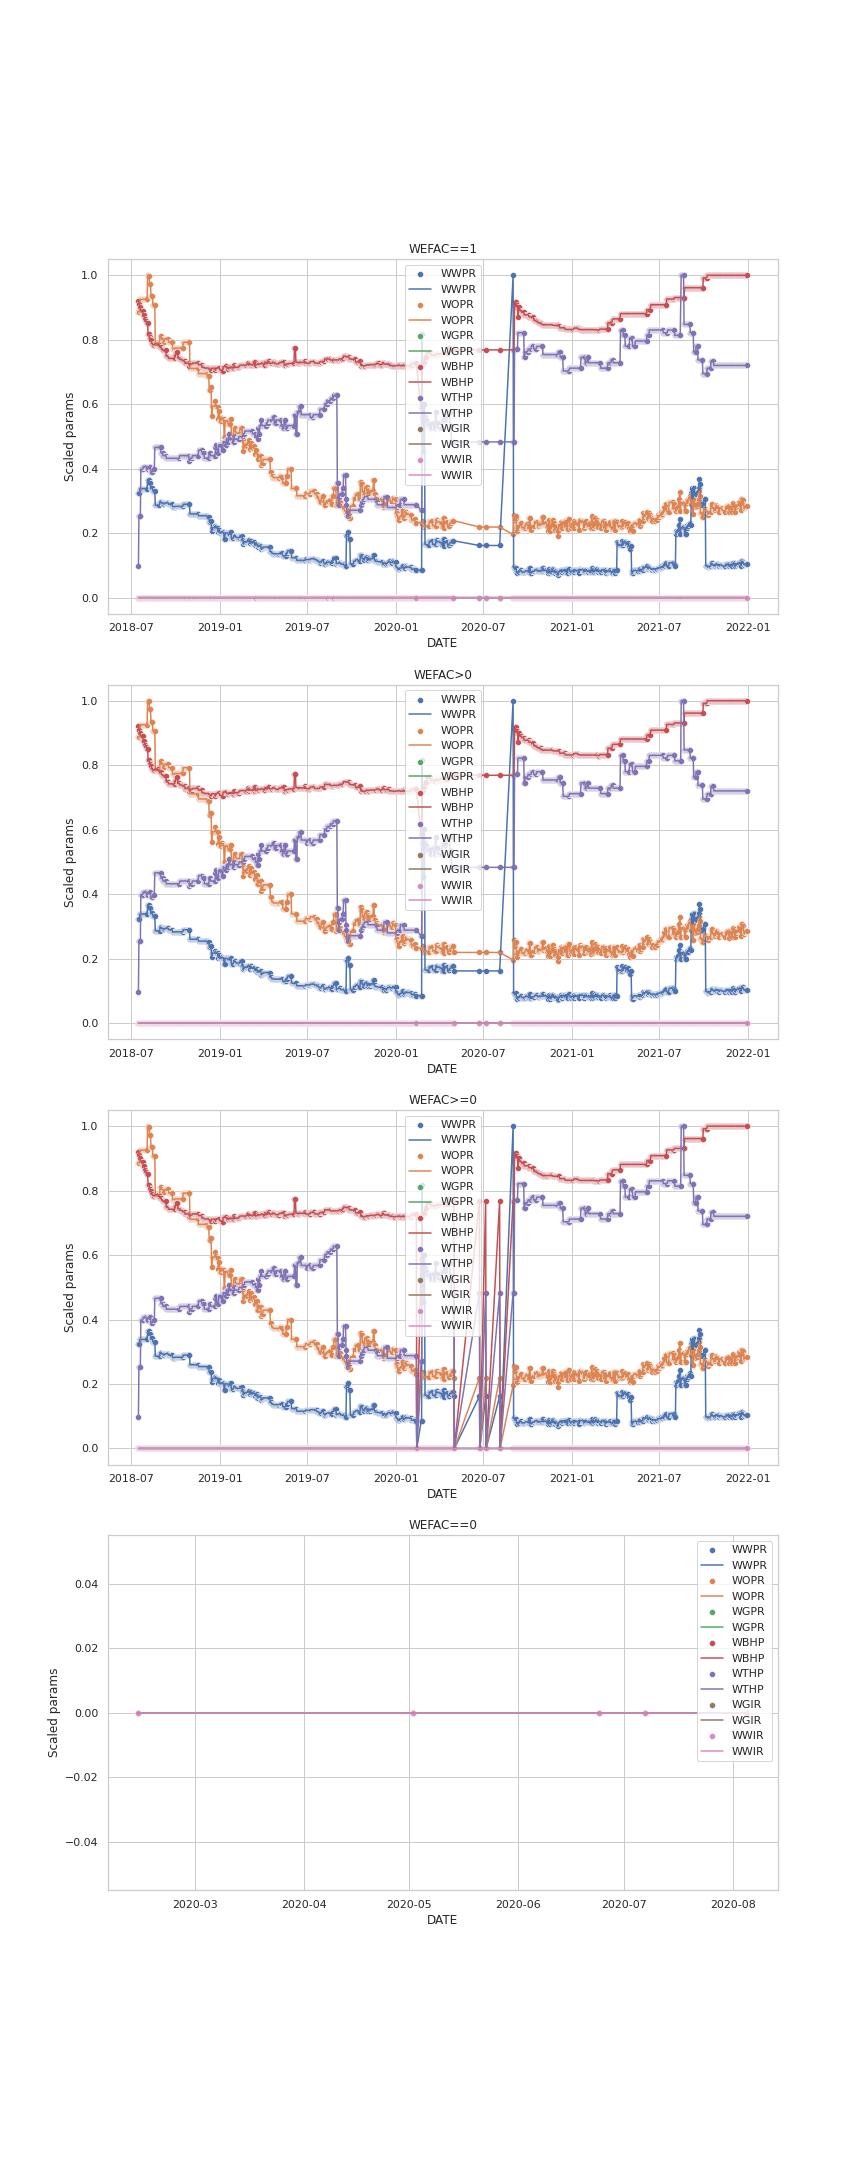 WEFAC==1
1.0
0.8
0.6
0.4
0.2
0.0
Scaled params
WWPR
WWPR
WOPR
WOPR
WGPR
WGPR
WBHP
WBHP
WTHP
WTHP
WGIR
WGIR
WWIR
WWIR
2018-07 2019-01 2019-07 2020-01 2020-07 2021-01 2021-07 2022-01
DATE
WEFAC>0
1.0
0.8
0.6
0.4
0.2
0.0
Scaled params
WWPR
WWPR
WOPR
WOPR
WGPR
WGPR
WBHP
WBHP
WTHP
WTHP
WGIR
WGIR
WWIR
WWIR
2018-07 2019-01 2019-07 2020-01 2020-07 2021-01 2021-07 2022-01
DATE
WEFAC>=0
1.0
0.8
0.6
0.4
0.2
0.0
Scaled params
WWPR
WWPR
WOPR
WOPR
WGPR
WGPR
WBHP
WBHP
WTHP
WTHP
WGIR
WGIR
WWIR
WWIR
2018-07 2019-01 2019-07 2020-01 2020-07 2021-01 2021-07 2022-01
DATE
WEFAC==0
0.04
0.02
0.00
−0.02
−0.04
Scaled params
WWPR
WWPR
WOPR
WOPR
WGPR
WGPR
WBHP
WBHP
WTHP
WTHP
WGIR
WGIR
WWIR
WWIR
2020-03 2020-04 2020-05 2020-06 2020-07 2020-08
DATE